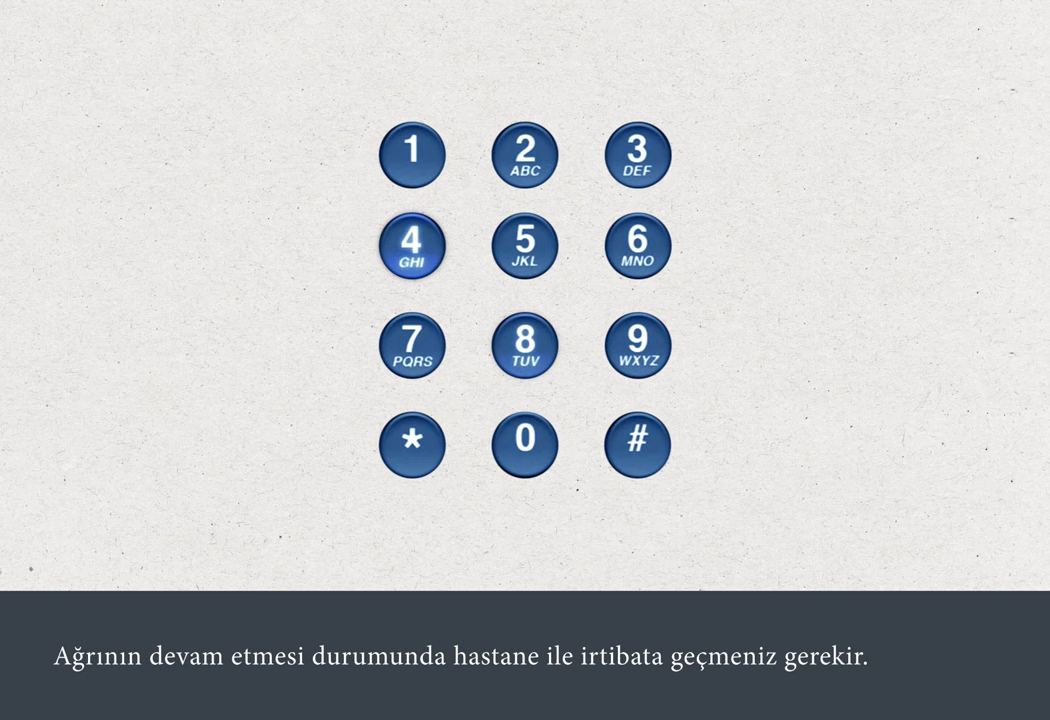 1 2 3
ABC DEF
4 5 6
GHI JKL MNO
7 8 9
PQRS TUV WXYZ
* 0 #
Ağrının devam etmesi durumunda hastane ile irtibata geçmeniz gerekir.